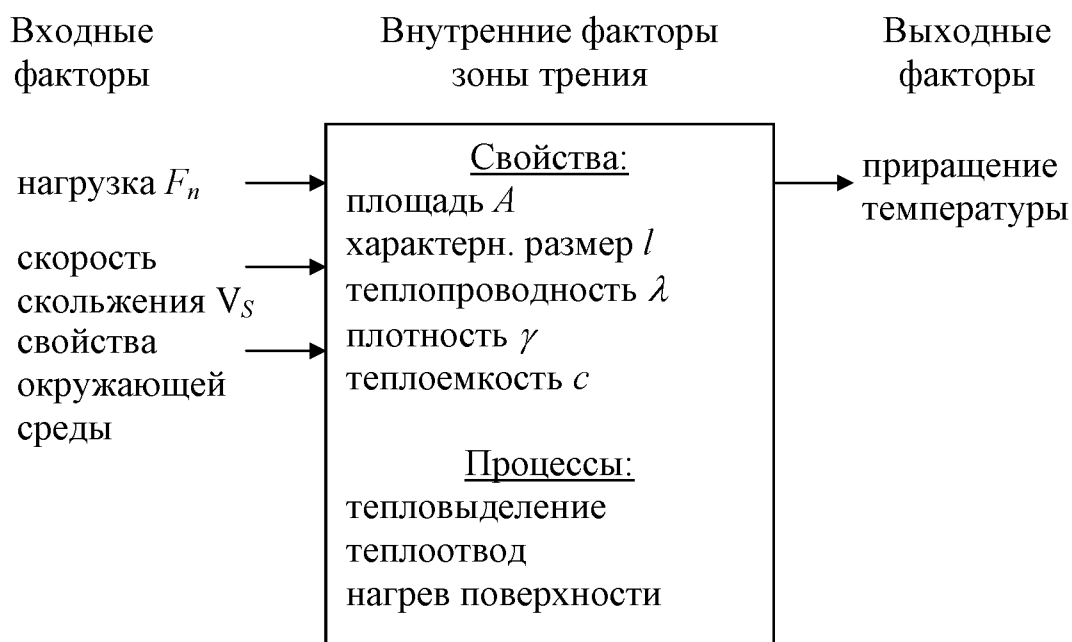 Входные
факторы
Внутренние факторы
зоны трения
Выходные
факторы
нагрузка Fₙ
скорость
скольжения V_S
свойства
окружающей
среды
Свойства:
площадь A
характерн. размер l
теплопроводность λ
плотность γ
теплоемкость c
Процессы:
тепловыделение
теплоотвод
нагрев поверхности
приращение
температуры